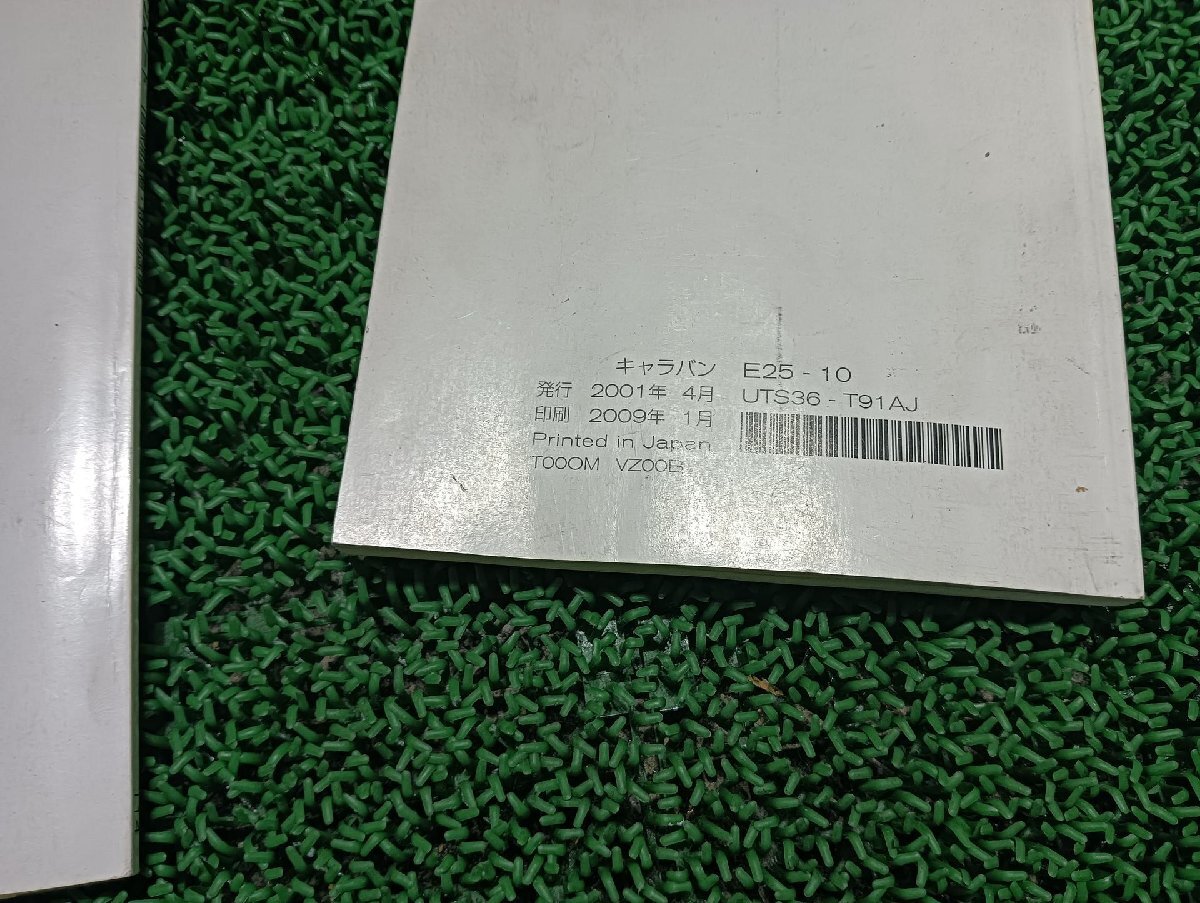 キャラバン E25 - 10
発行 2001年 4月 UTS36 - T91AJ
印刷 2009年 1月
Printed in Japan
T00OM VZ00B